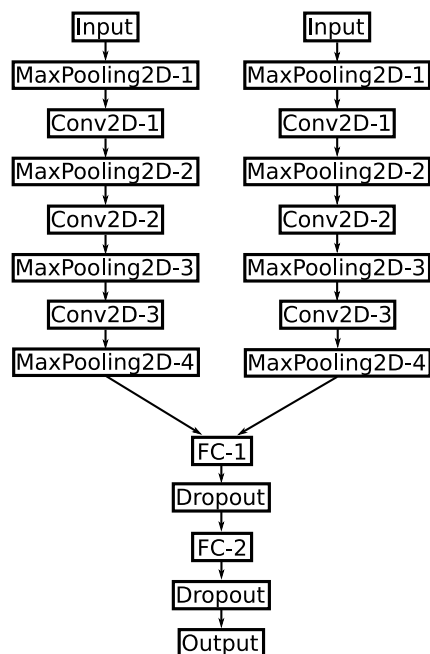 Input
Input
MaxPooling2D-1
MaxPooling2D-1
Conv2D-1
Conv2D-1
MaxPooling2D-2
MaxPooling2D-2
Conv2D-2
Conv2D-2
MaxPooling2D-3
MaxPooling2D-3
Conv2D-3
Conv2D-3
MaxPooling2D-4
MaxPooling2D-4
FC-1
Dropout
FC-2
Dropout
Output